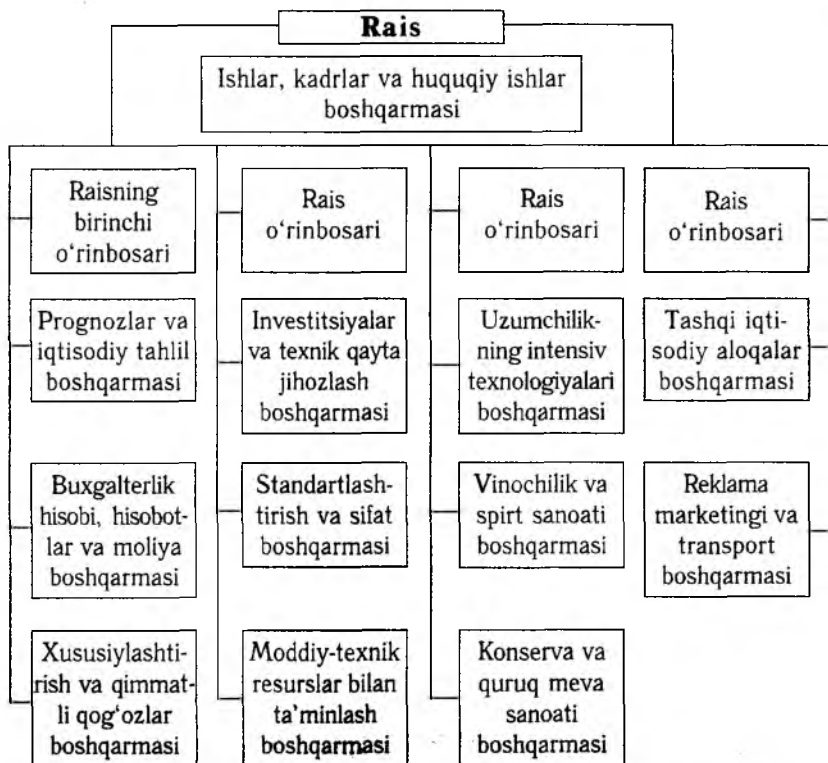 Rais
Ishlar, kadrlar va huquqiy ishlar
boshqarmasi
Raisning
birinchi
o‘rinbosari
Rais
o‘rinbosari
Rais
o‘rinbosari
Rais
o‘rinbosari
Prognozlar va
iqtisodiy tahlil
boshqarmasi
Investitsiyalar
va texnik qayta
jihozlash
boshqarmasi
Uzumchilik-
ning intensiv
texnologiyalari
boshqarmasi
Tashqi iqti-
sodiy aloqalar
boshqarmasi
Buxgalterlik
hisobi, hisobot-
lar va moliya
boshqarmasi
Standartlash-
tirish va sifat
boshqarmasi
Vinochilik va
spirt sanoati
boshqarmasi
Reklama
marketingi va
transport
boshqarmasi
Xususiylashti-
rish va qimmat-
li qog‘ozlar
boshqarmasi
Moddiy-texnik
resurslar bilan
ta’minlash
boshqarmasi
Konserva va
quruq meva
sanoati
boshqarmasi